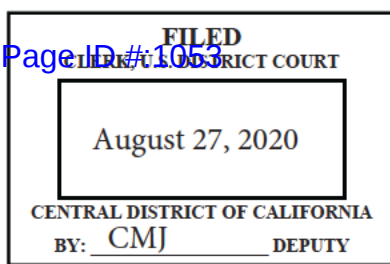 FILED
Page ID #:1053
CLERK, U.S. DISTRICT COURT
August 27, 2020
CENTRAL DISTRICT OF CALIFORNIA
BY: CMJ DEPUTY